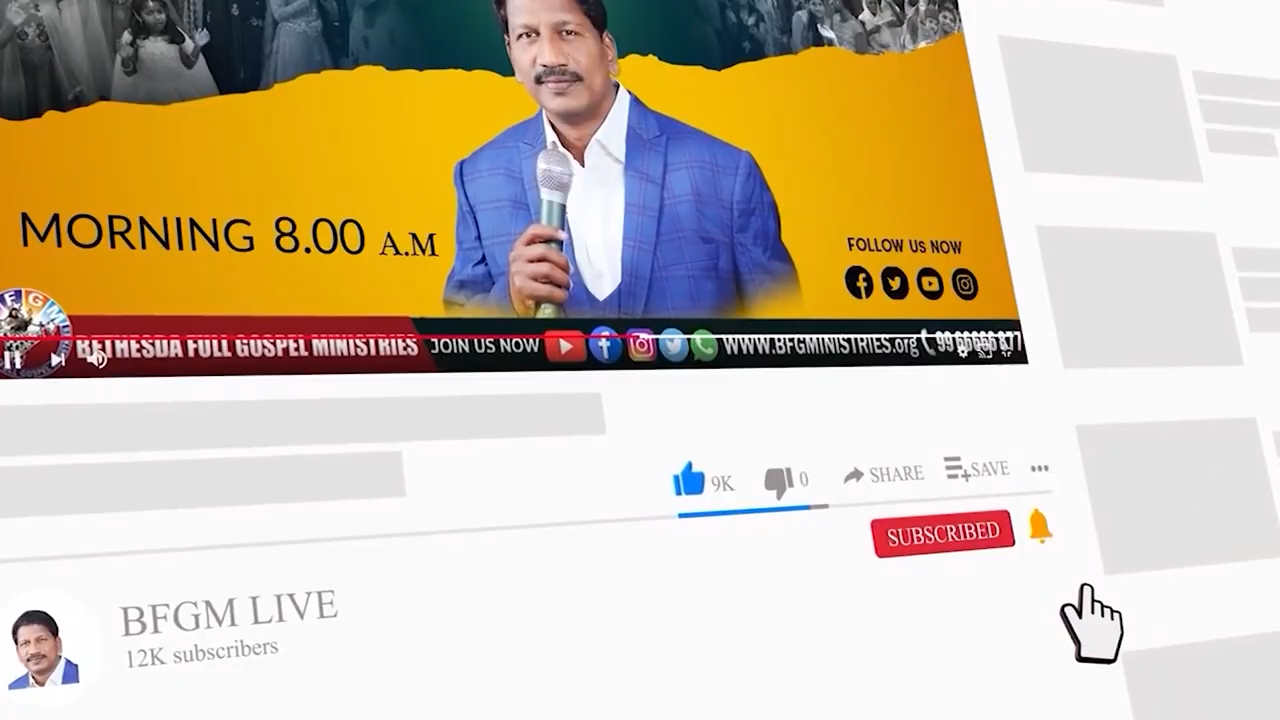 MORNING 8.00 A.M
FOLLOW US NOW
BETHESDA FULL GOSPEL MINISTRIES
JOIN US NOW
WWW.BFGMINISTRIES.org
9K
0
SHARE
SAVE
SUBSCRIBED
BFGM LIVE
12K subscribers